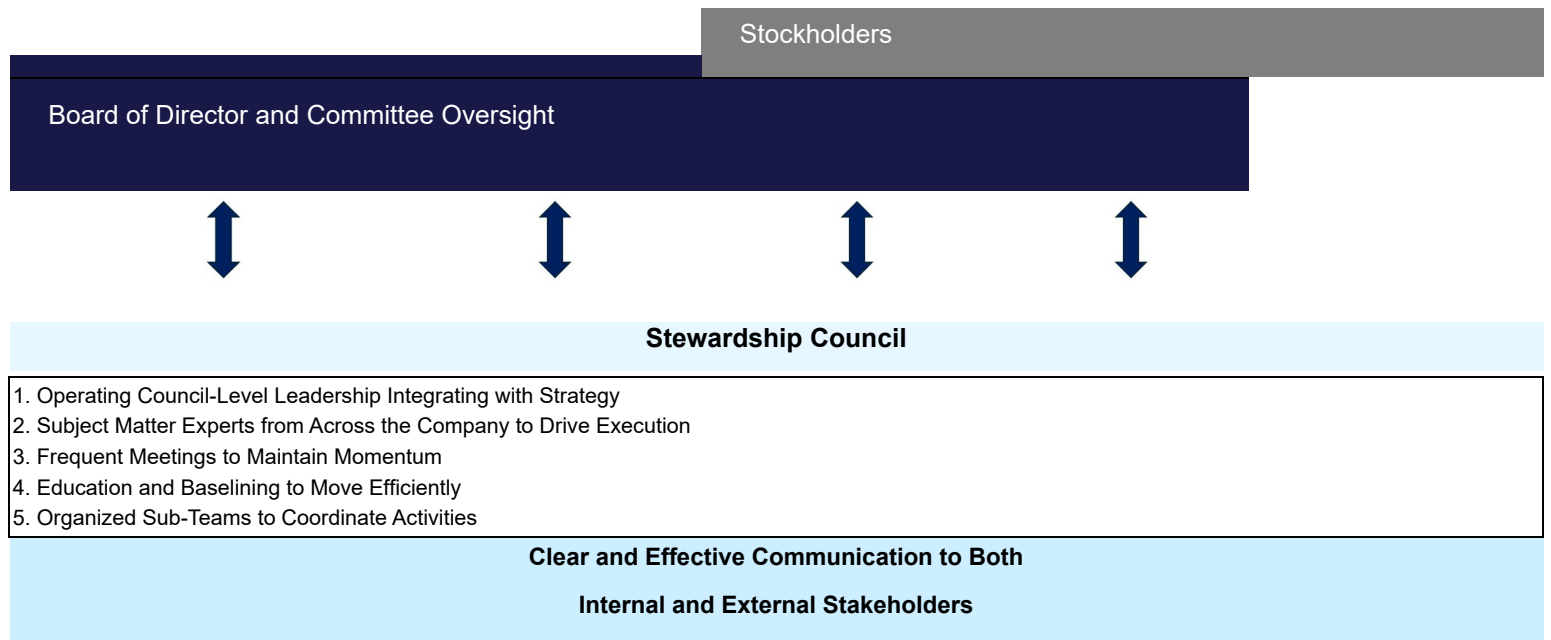 Stockholders
Board of Director and Committee Oversight
Stewardship Council
1. Operating Council-Level Leadership Integrating with Strategy
2. Subject Matter Experts from Across the Company to Drive Execution
3. Frequent Meetings to Maintain Momentum
4. Education and Baselining to Move Efficiently
5. Organized Sub-Teams to Coordinate Activities
Clear and Effective Communication to Both
Internal and External Stakeholders